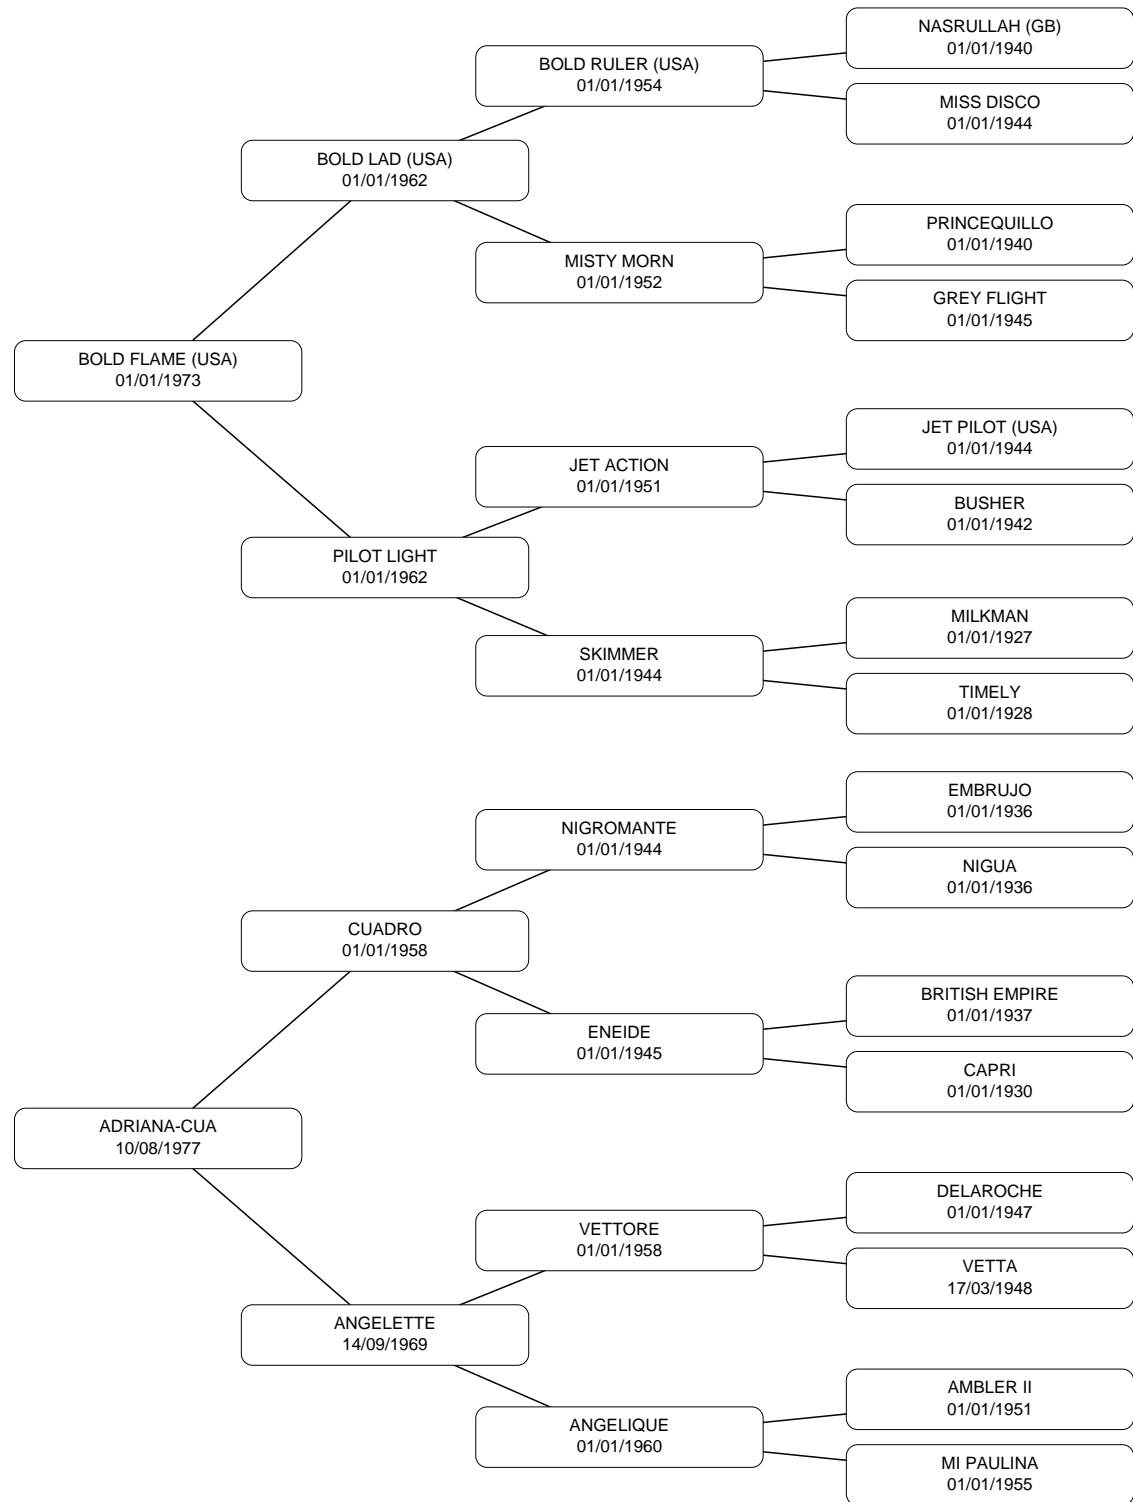 NASRULLAH (GB)
01/01/1940
BOLD RULER (USA)
01/01/1954
MISS DISCO
01/01/1944
BOLD LAD (USA)
01/01/1962
PRINCEQUILLO
01/01/1940
MISTY MORN
01/01/1952
GREY FLIGHT
01/01/1945
BOLD FLAME (USA)
01/01/1973
JET PILOT (USA)
01/01/1944
JET ACTION
01/01/1951
BUSHER
01/01/1942
PILOT LIGHT
01/01/1962
MILKMAN
01/01/1927
SKIMMER
01/01/1944
TIMELY
01/01/1928
EMBRUJO
01/01/1936
NIGROMANTE
01/01/1944
NIGUA
01/01/1936
CUADRO
01/01/1958
BRITISH EMPIRE
01/01/1937
ENEIDE
01/01/1945
CAPRI
01/01/1930
ADRIANA-CUA
10/08/1977
DELAROCHE
01/01/1947
VETTORE
01/01/1958
VETTA
17/03/1948
ANGELETTE
14/09/1969
AMBLER II
01/01/1951
ANGELIQUE
01/01/1960
MI PAULINA
01/01/1955